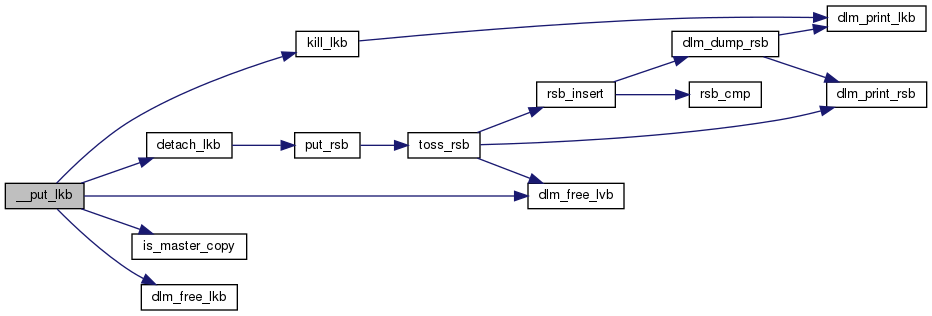 __put_lkb
kill_lkb
detach_lkb
is_master_copy
dlm_free_lkb
put_rsb
toss_rsb
rsb_insert
dlm_free_lvb
dlm_dump_rsb
rsb_cmp
dlm_print_lkb
dlm_print_rsb